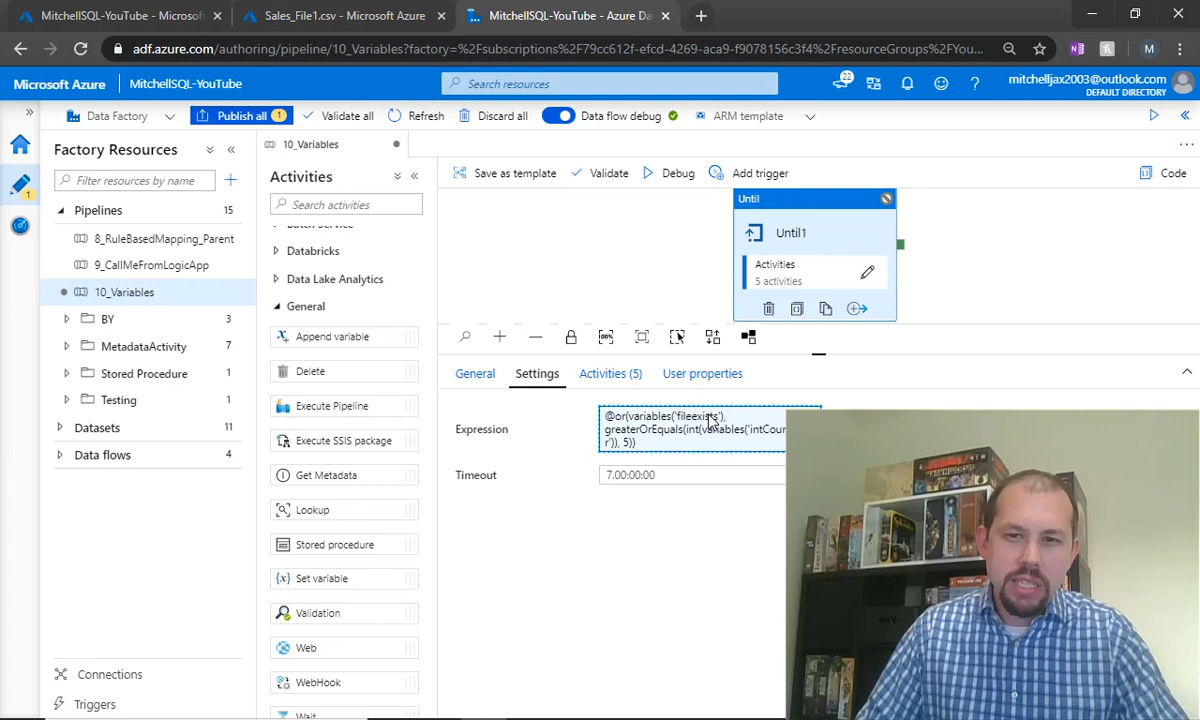 MitchellSQL-YouTube - Microsoft
Sales_File1.csv - Microsoft Azure
MitchellSQL-YouTube - Azure Da
adf.azure.com/authoring/pipeline/10_Variables?factory=%2Fsubscriptions%2F79cc612f-efcd-4269-aca9-f9078156c3f4%2FresourceGroups%2FYou...
M
Microsoft Azure
MitchellSQL-YouTube
Search resources
22
mitchelljax2003@outlook.com
DEFAULT DIRECTORY
Data Factory
Publish all 1
Validate all
Refresh
Discard all
Data flow debug
ARM template
Factory Resources
Filter resources by name
Pipelines 15
8_RuleBasedMapping_Parent
9_CallMeFromLogicApp
10_Variables
BY 3
MetadataActivity 7
Stored Procedure 1
Testing 1
Datasets 11
Data flows 4
Connections
Triggers
10_Variables
Activities
Search activities
Batch Service
Databricks
Data Lake Analytics
General
Append variable
Delete
Execute Pipeline
Execute SSIS package
Get Metadata
Lookup
Stored procedure
Set variable
Validation
Web
WebHook
Wait
Save as template
Validate
Debug
Add trigger
Code
Until
Until1
Activities
5 activities
100%
General
Settings
Activities (5)
User properties
Expression
@or(variables('fileexists'),
greaterOrEquals(int(variables('intCou
r')), 5))
Timeout
7.00:00:00